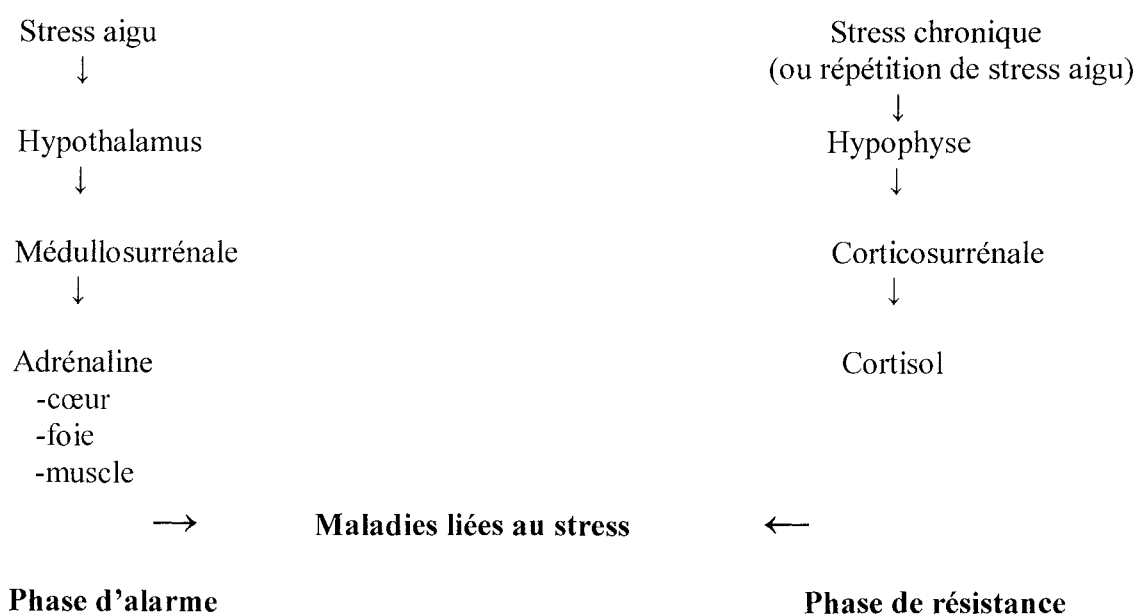 Stress aigu
↓
Hypothalamus
↓
Médullosurrénale
↓
Adrénaline
-cœur
-foie
-muscle
Stress chronique
(ou répétition de stress aigu)
↓
Hypophyse
↓
Corticosurrénale
↓
Cortisol
→ Maladies liées au stress ←
Phase d'alarme
Phase de résistance